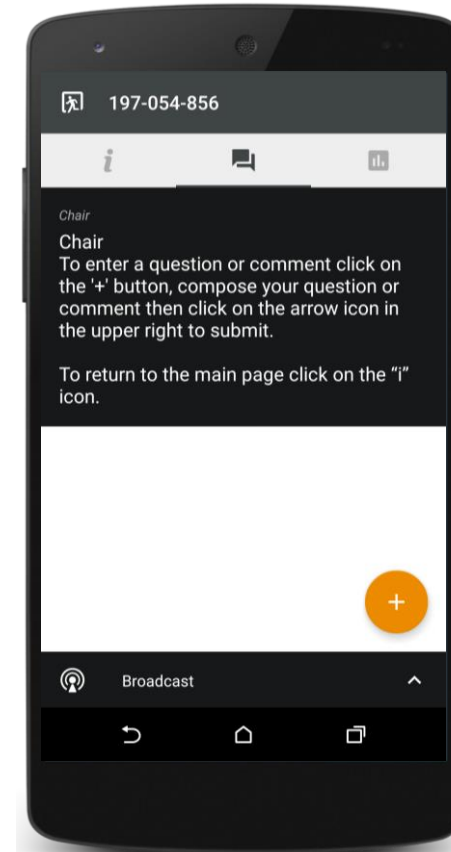 197-054-856
i
Chair
Chair
To enter a question or comment click on
the '+' button, compose your question or
comment then click on the arrow icon in
the upper right to submit.
To return to the main page click on the “i”
icon.
+
Broadcast